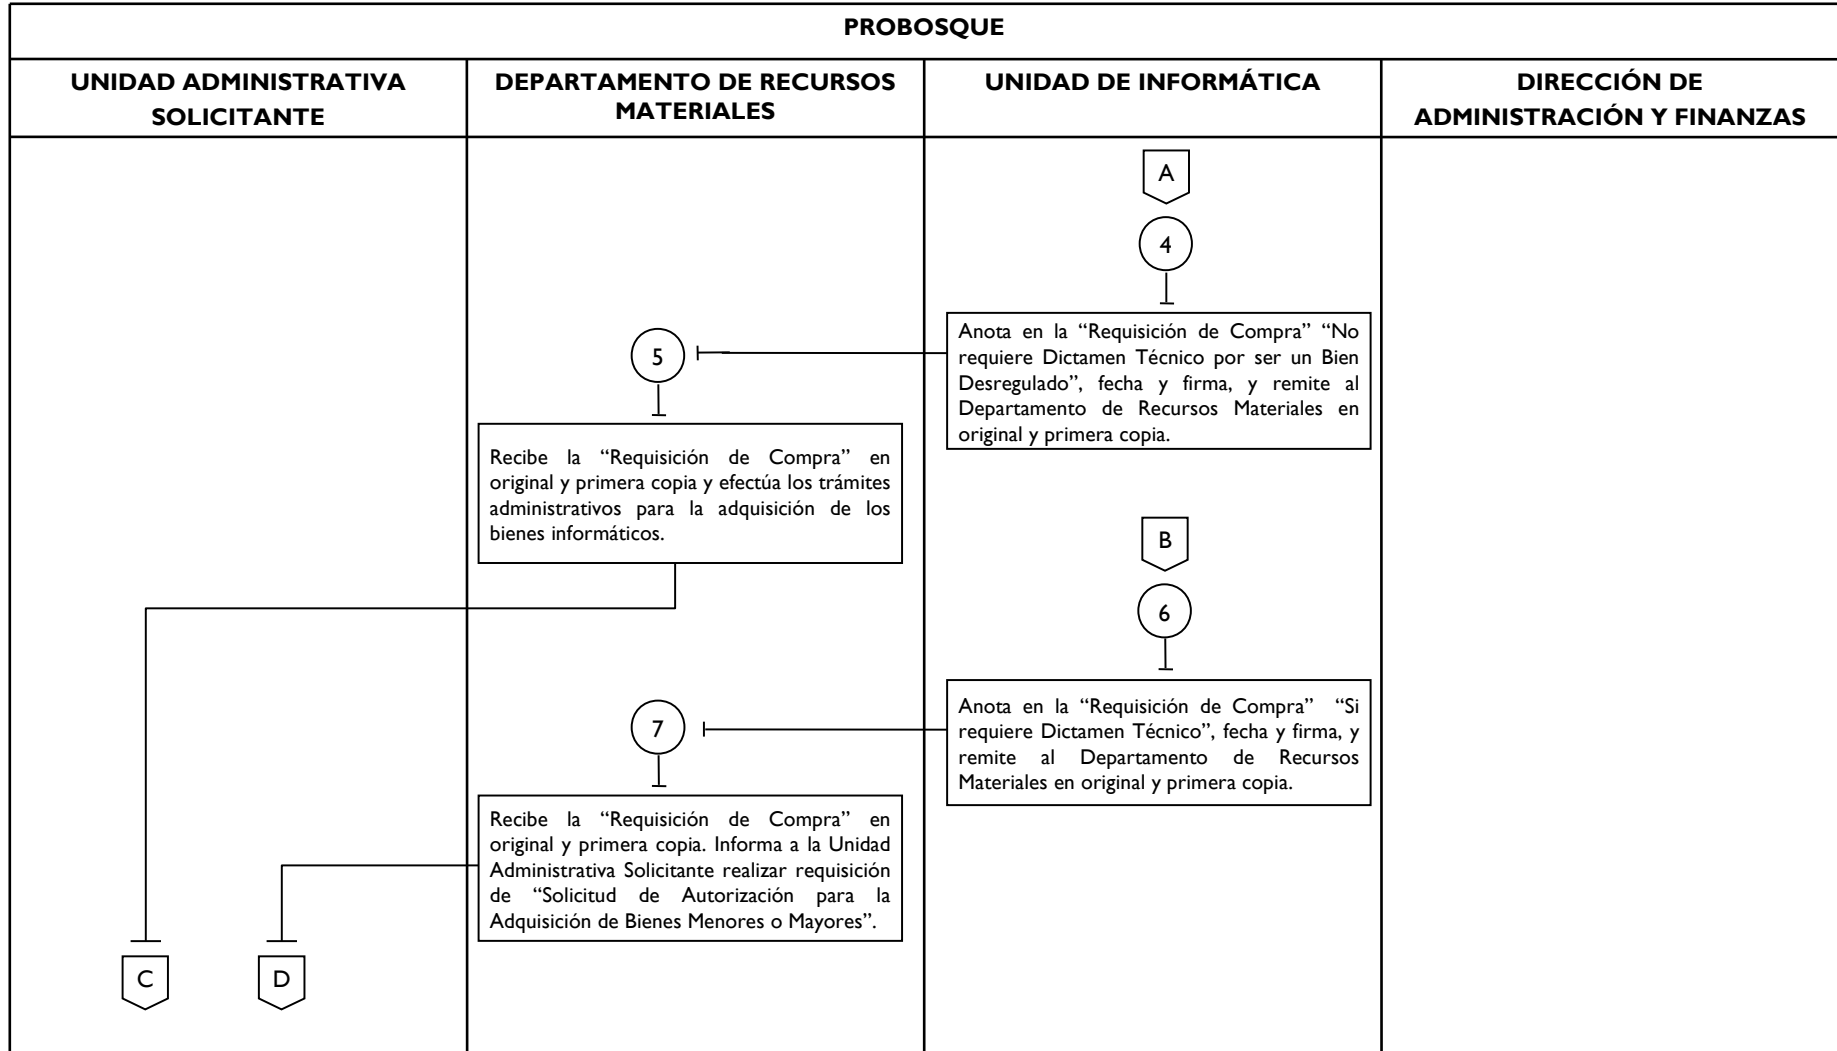 PROBOSQUE
UNIDAD ADMINISTRATIVA
SOLICITANTE
DEPARTAMENTO DE RECURSOS
MATERIALES
UNIDAD DE INFORMÁTICA
DIRECCIÓN DE
ADMINISTRACIÓN Y FINANZAS
A
4
Anota en la “Requisición de Compra” “No
requiere Dictamen Técnico por ser un Bien
Desregulado”, fecha y firma, y remite al
Departamento de Recursos Materiales en
original y primera copia.
5
Recibe la “Requisición de Compra” en
original y primera copia y efectúa los trámites
administrativos para la adquisición de los
bienes informáticos.
B
6
Anota en la “Requisición de Compra” “Si
requiere Dictamen Técnico”, fecha y firma, y
remite al Departamento de Recursos
Materiales en original y primera copia.
7
Recibe la “Requisición de Compra” en
original y primera copia. Informa a la Unidad
Administrativa Solicitante realizar requisición
de “Solicitud de Autorización para la
Adquisición de Bienes Menores o Mayores”.
C
D